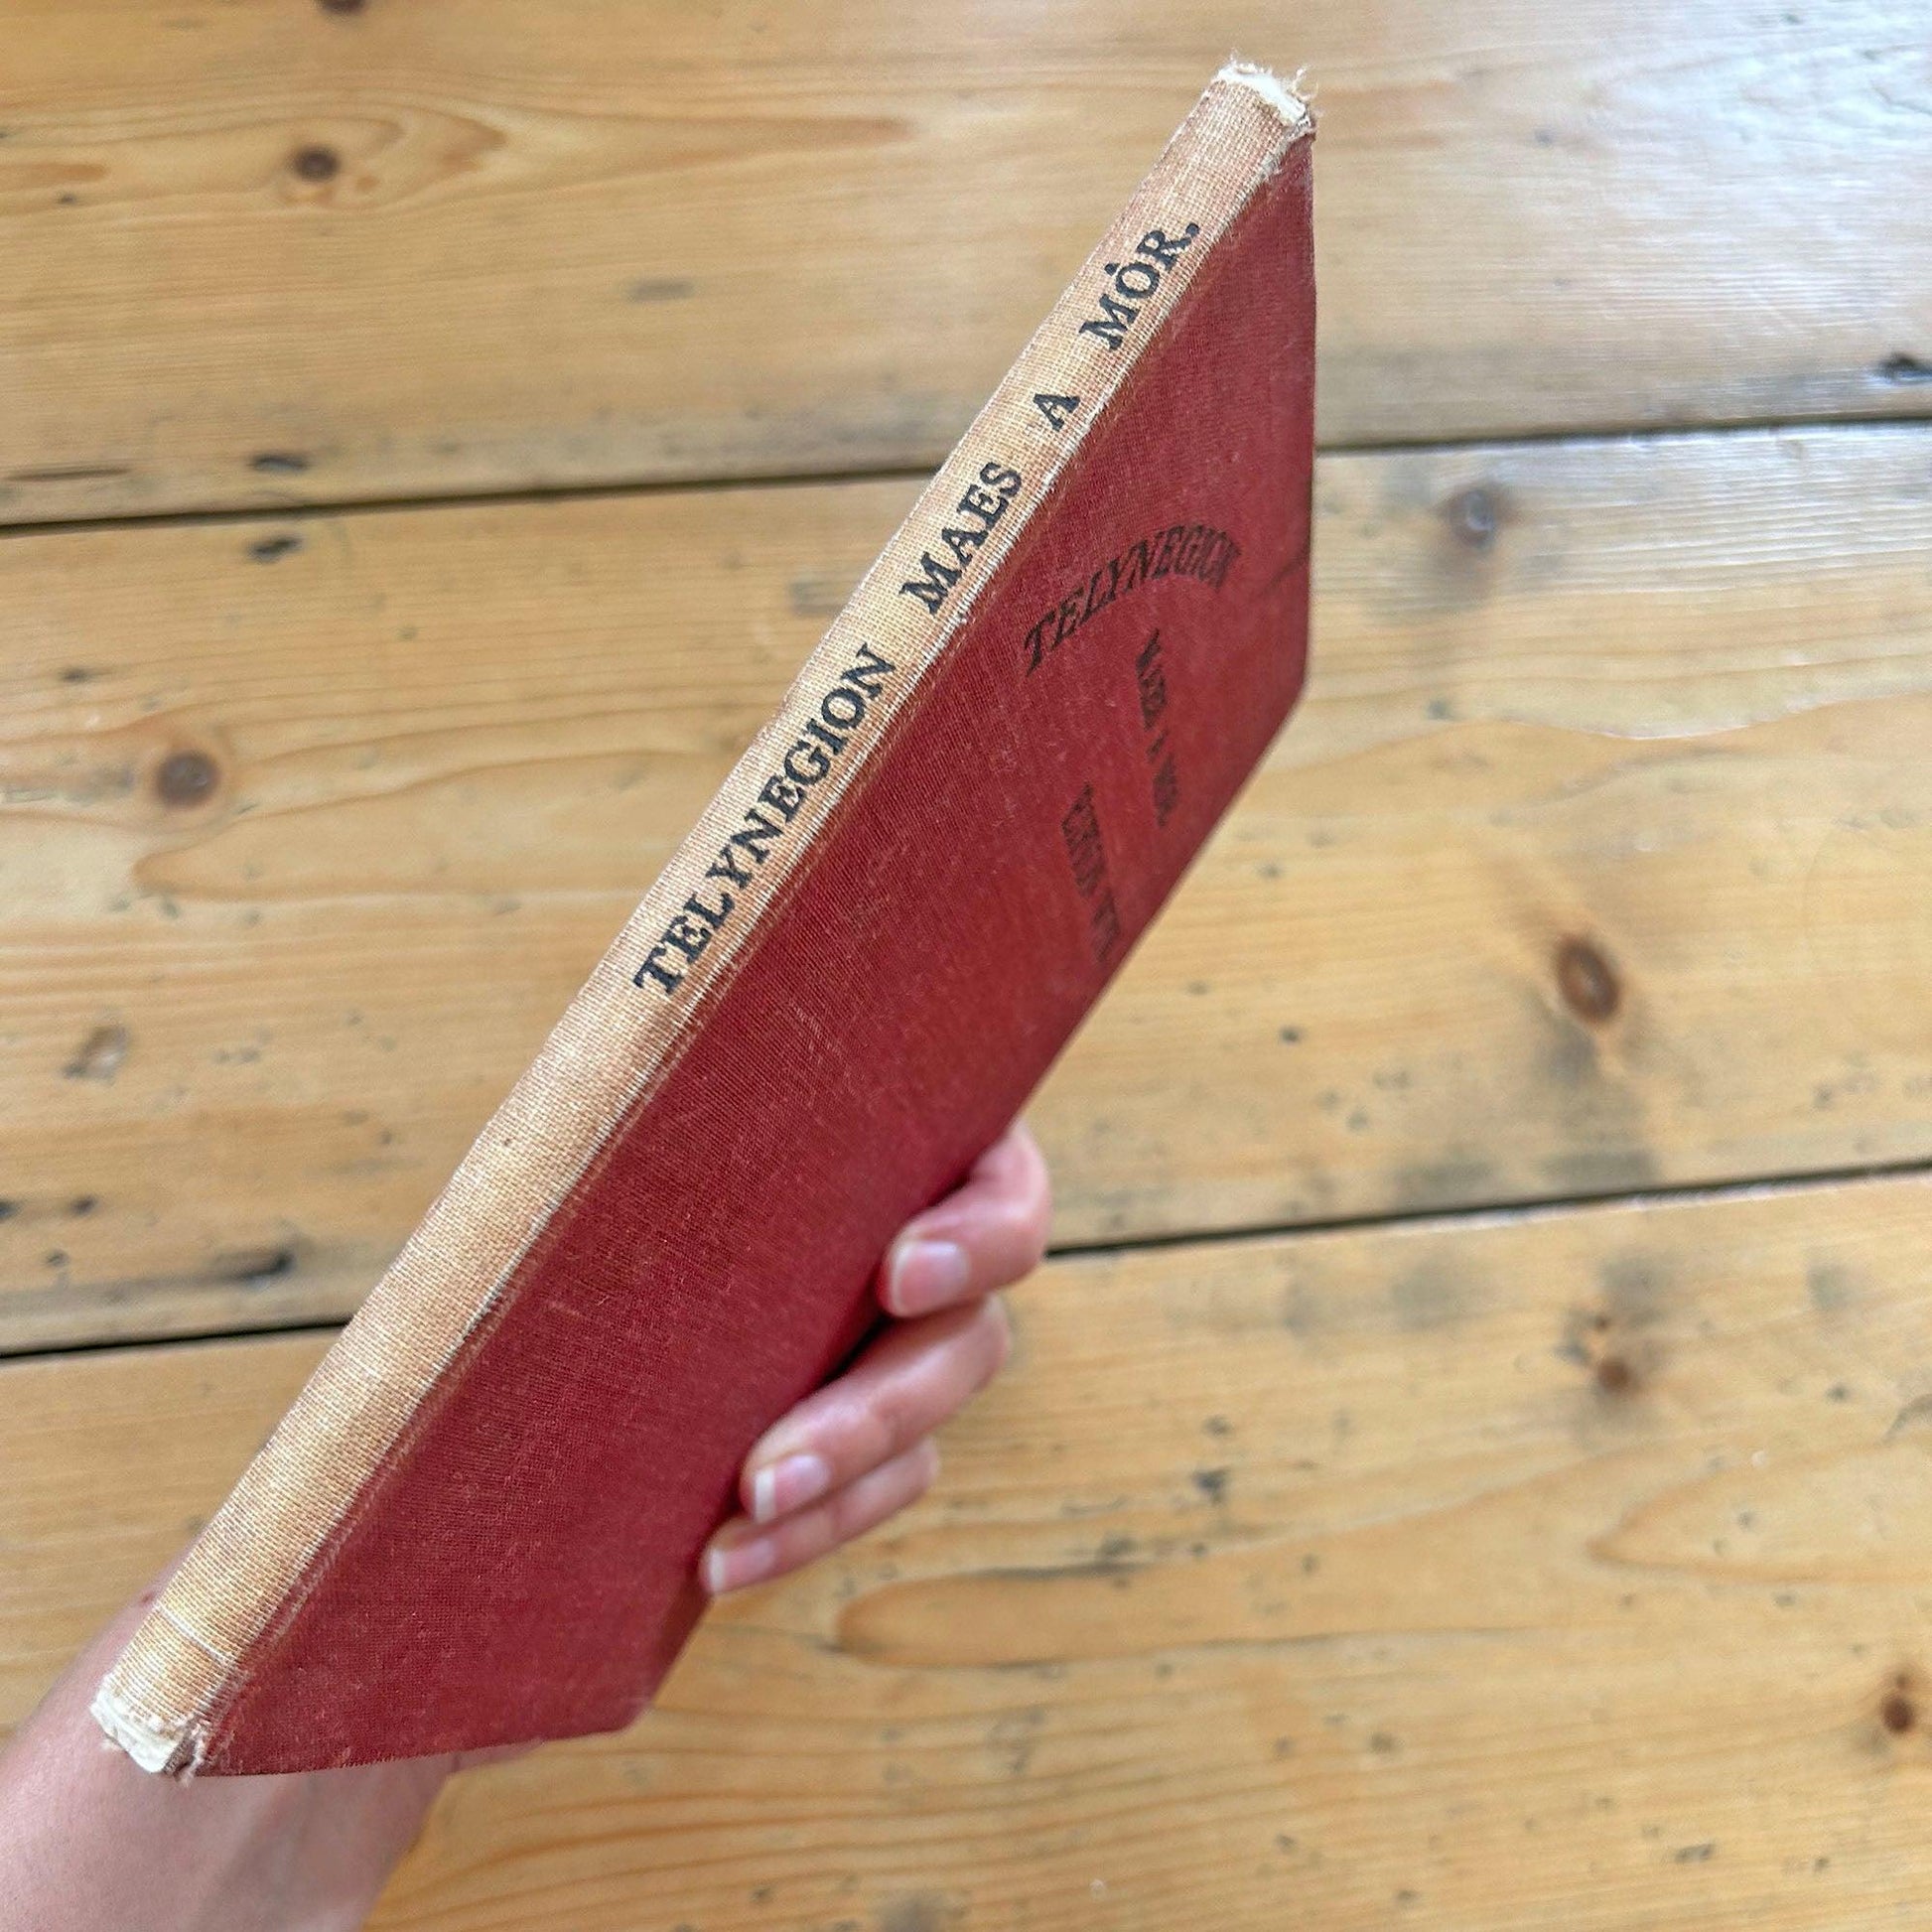 TELYNEGION MAES A MÔR.
TELYNEGION
MAES A MÔR.